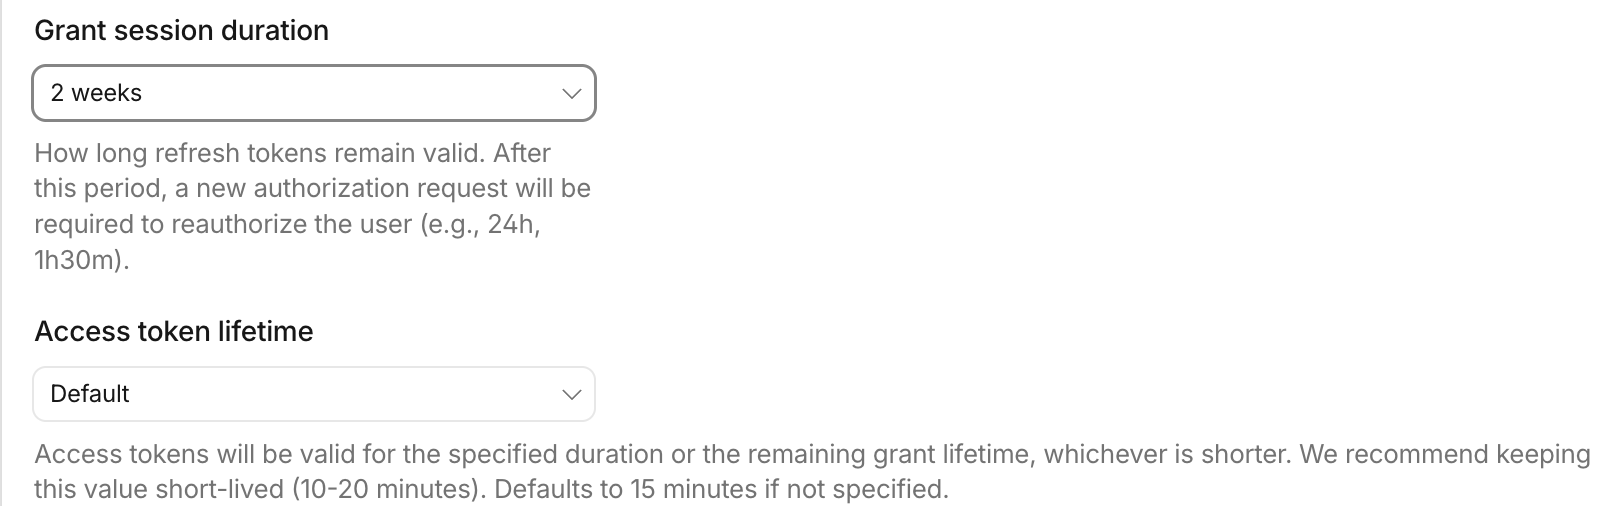 Grant session duration
2 weeks
How long refresh tokens remain valid. After
this period, a new authorization request will be
required to reauthorize the user (e.g., 24h,
1h30m).
Access token lifetime
Default
Access tokens will be valid for the specified duration or the remaining grant lifetime, whichever is shorter. We recommend keeping
this value short-lived (10-20 minutes). Defaults to 15 minutes if not specified.